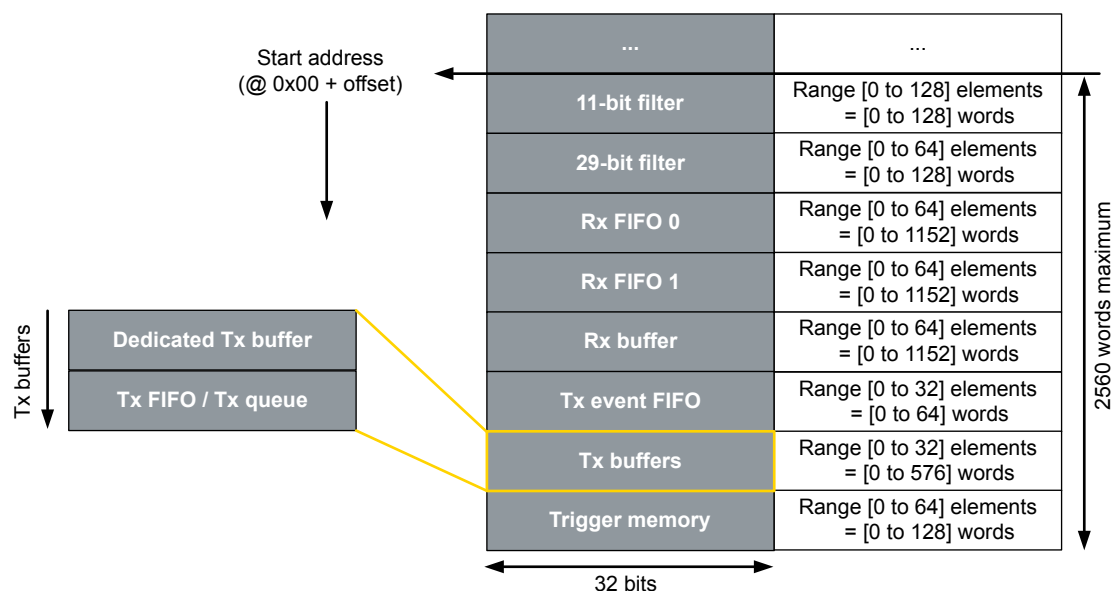 ...
...
Start address
(@ 0x00 + offset)
11-bit filter
Range [0 to 128] elements
= [0 to 128] words
29-bit filter
Range [0 to 64] elements
= [0 to 128] words
Rx FIFO 0
Range [0 to 64] elements
= [0 to 1152] words
Rx FIFO 1
Range [0 to 64] elements
= [0 to 1152] words
Rx buffer
Range [0 to 64] elements
= [0 to 1152] words
Tx event FIFO
Range [0 to 32] elements
= [0 to 64] words
Tx buffers
Range [0 to 32] elements
= [0 to 576] words
Trigger memory
Range [0 to 64] elements
= [0 to 128] words
2560 words maximum
32 bits
Tx buffers
Dedicated Tx buffer
Tx FIFO / Tx queue